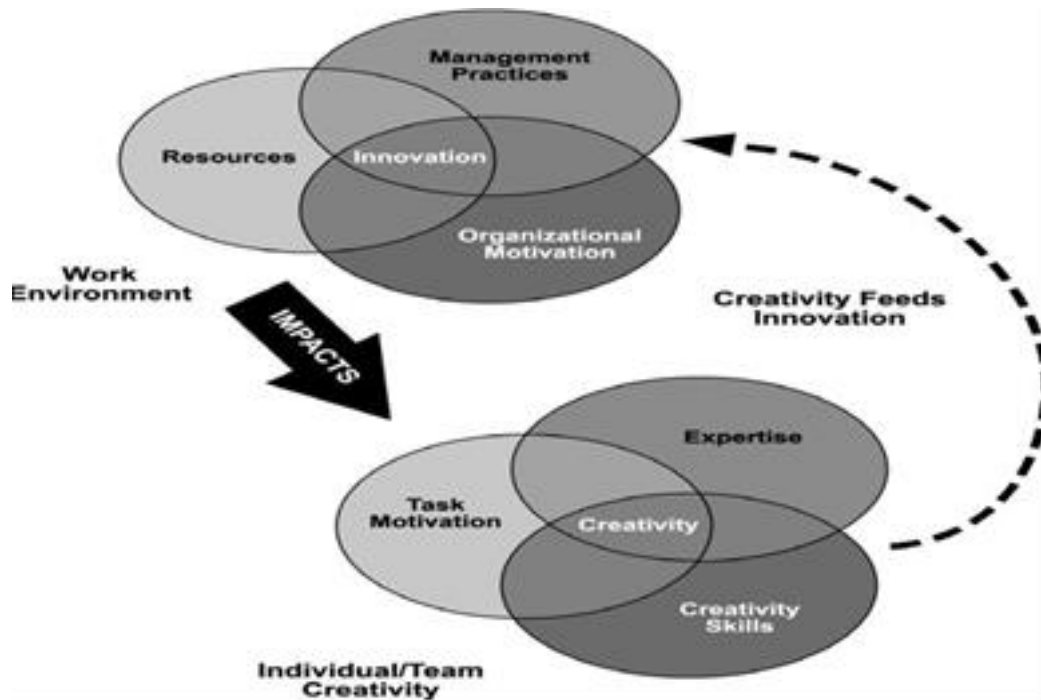 Management
Practices
Resources
Innovation
Organizational
Motivation
Work
Environment
IMPACTS
Creativity Feeds
Innovation
Expertise
Task
Motivation
Creativity
Creativity
Skills
Individual/Team
Creativity